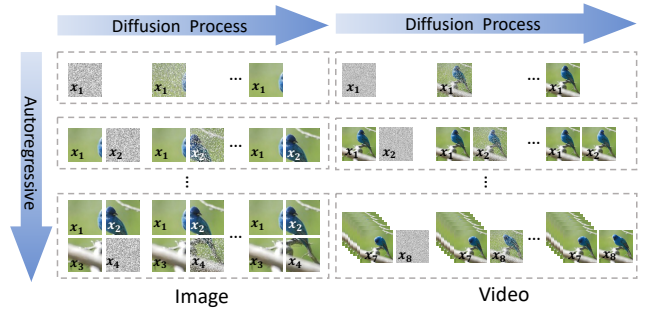 Diffusion Process
Diffusion Process
Autoregressive
x₁ x₁ ... x₁
x₁ x₁ ... x₁
x₁ x₂ x₁ x₂ ... x₁ x₂
x₁ x₂ x₁ x₂ ... x₁ x₂
⋮
⋮
x₁ x₂ x₁ x₂ x₁ x₂
x₃ x₄ x₃ x₄ ... x₃ x₄
x₇ x₈ x₇ x₈ ... x₇ x₈
Image
Video